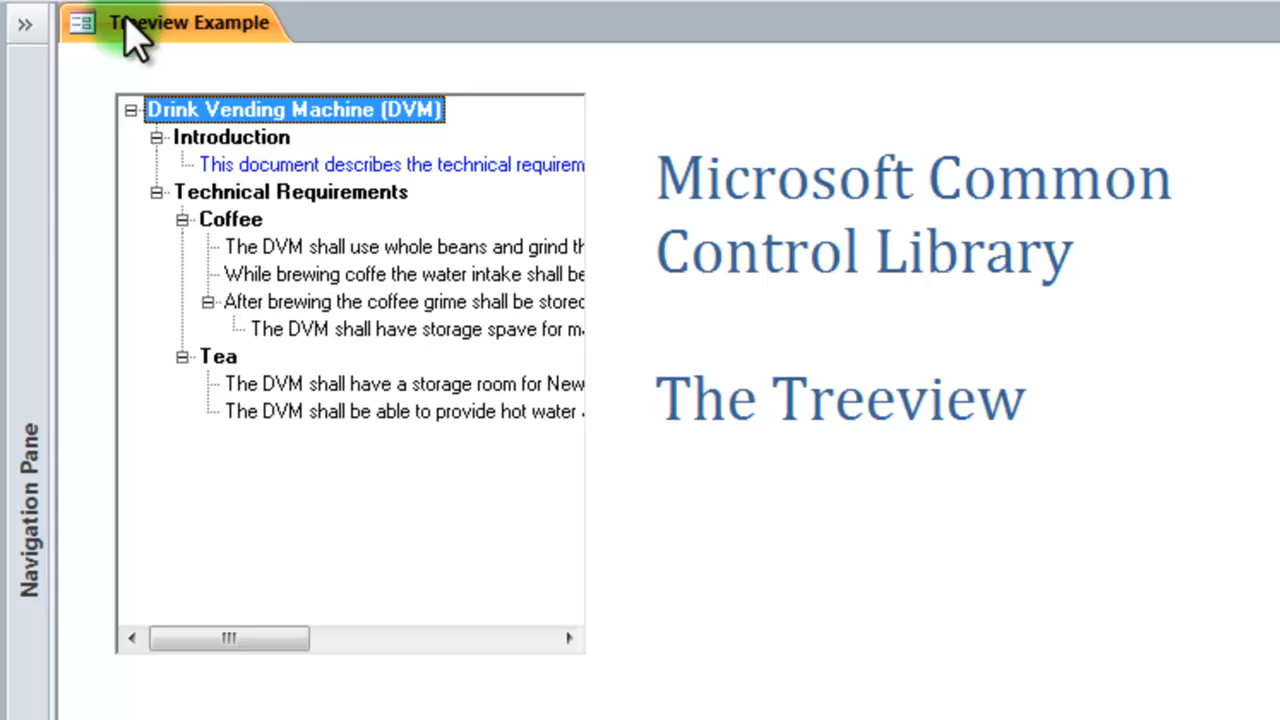 Treeview Example
Navigation Pane
Drink Vending Machine (DVM)
Introduction
This document describes the technical requirem
Technical Requirements
Coffee
The DVM shall use whole beans and grind th
While brewing coffe the water intake shall be
After brewing the coffee grime shall be stored
The DVM shall have storage spave for ma
Tea
The DVM shall have a storage room for New
The DVM shall be able to provide hot water
Microsoft Common
Control Library
The Treeview